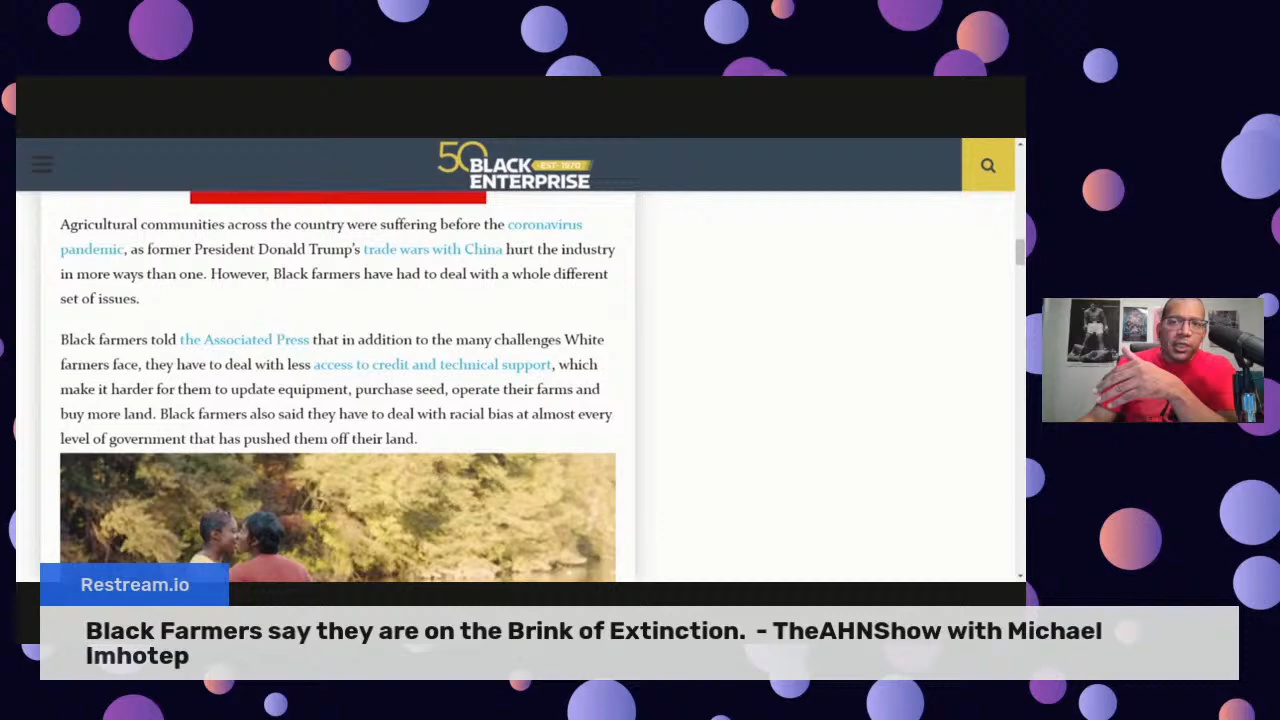 50
BLACK
EST. 1970
ENTERPRISE
Agricultural communities across the country were suffering before the coronavirus
pandemic, as former President Donald Trump’s trade wars with China hurt the industry
in more ways than one. However, Black farmers have had to deal with a whole different
set of issues.
Black farmers told the Associated Press that in addition to the many challenges White
farmers face, they have to deal with less access to credit and technical support, which
make it harder for them to update equipment, purchase seed, operate their farms and
buy more land. Black farmers also said they have to deal with racial bias at almost every
level of government that has pushed them off their land.
Restream.io
Black Farmers say they are on the Brink of Extinction. - TheAHNShow with Michael
Imhotep